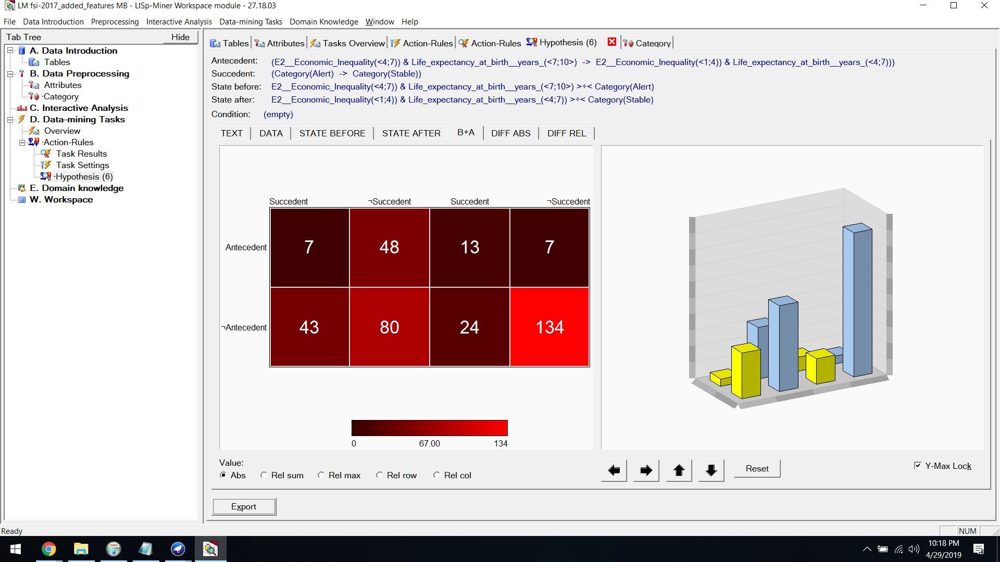 LM fsi-2017_added_features MB - LISp-Miner Workspace module - 27.18.03
File Data Introduction Preprocessing Interactive Analysis Data-mining Tasks Domain Knowledge Window Help
Tab Tree
Hide
A. Data Introduction
Tables
B. Data Preprocessing
Attributes
·Category
C. Interactive Analysis
D. Data-mining Tasks
Overview
·Action-Rules
Task Results
Task Settings
·Hypothesis (6)
E. Domain knowledge
W. Workspace
Tables Attributes Tasks Overview Action-Rules Action-Rules Hypothesis (6) Category
Antecedent: (E2__Economic_Inequality(<4;7)) & Life_expectancy_at_birth__years_(<7;10>) -> E2__Economic_Inequality(<1;4)) & Life_expectancy_at_birth__years_(<4;7)))
Succedent: (Category(Alert) -> Category(Stable))
State before: E2__Economic_Inequality(<4;7)) & Life_expectancy_at_birth__years_(<7;10>) >÷< Category(Alert)
State after: E2__Economic_Inequality(<1;4)) & Life_expectancy_at_birth__years_(<4;7)) >÷< Category(Stable)
Condition: (empty)
TEXT DATA STATE BEFORE STATE AFTER B+A DIFF ABS DIFF REL
Succedent ¬Succedent Succedent ¬Succedent
Antecedent 7 48 13 7
¬Antecedent 43 80 24 134
0 67.00 134
Value:
Abs Rel sum Rel max Rel row Rel col
Reset
Y-Max Lock
Export
Ready
NUM
10:18 PM
4/29/2019